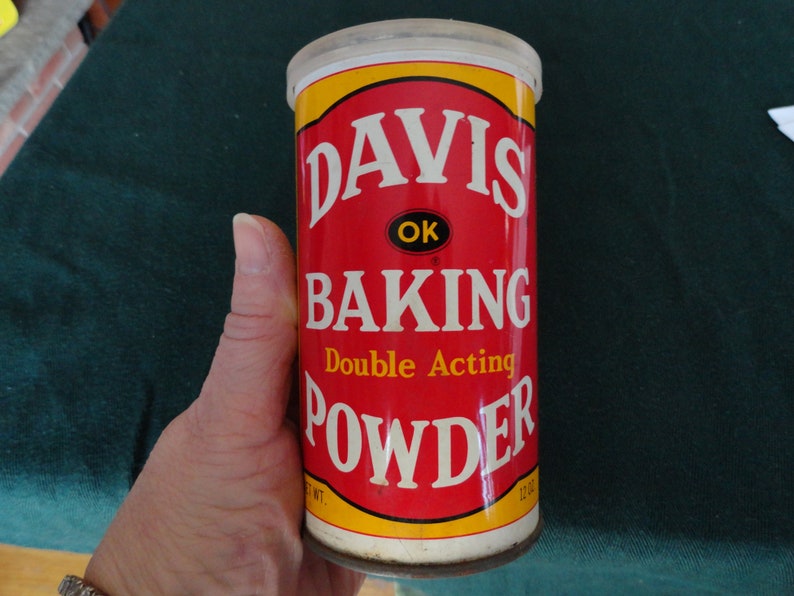 DAVIS
OK
®
BAKING
Double Acting
POWDER
ET WT. 12 OZ.